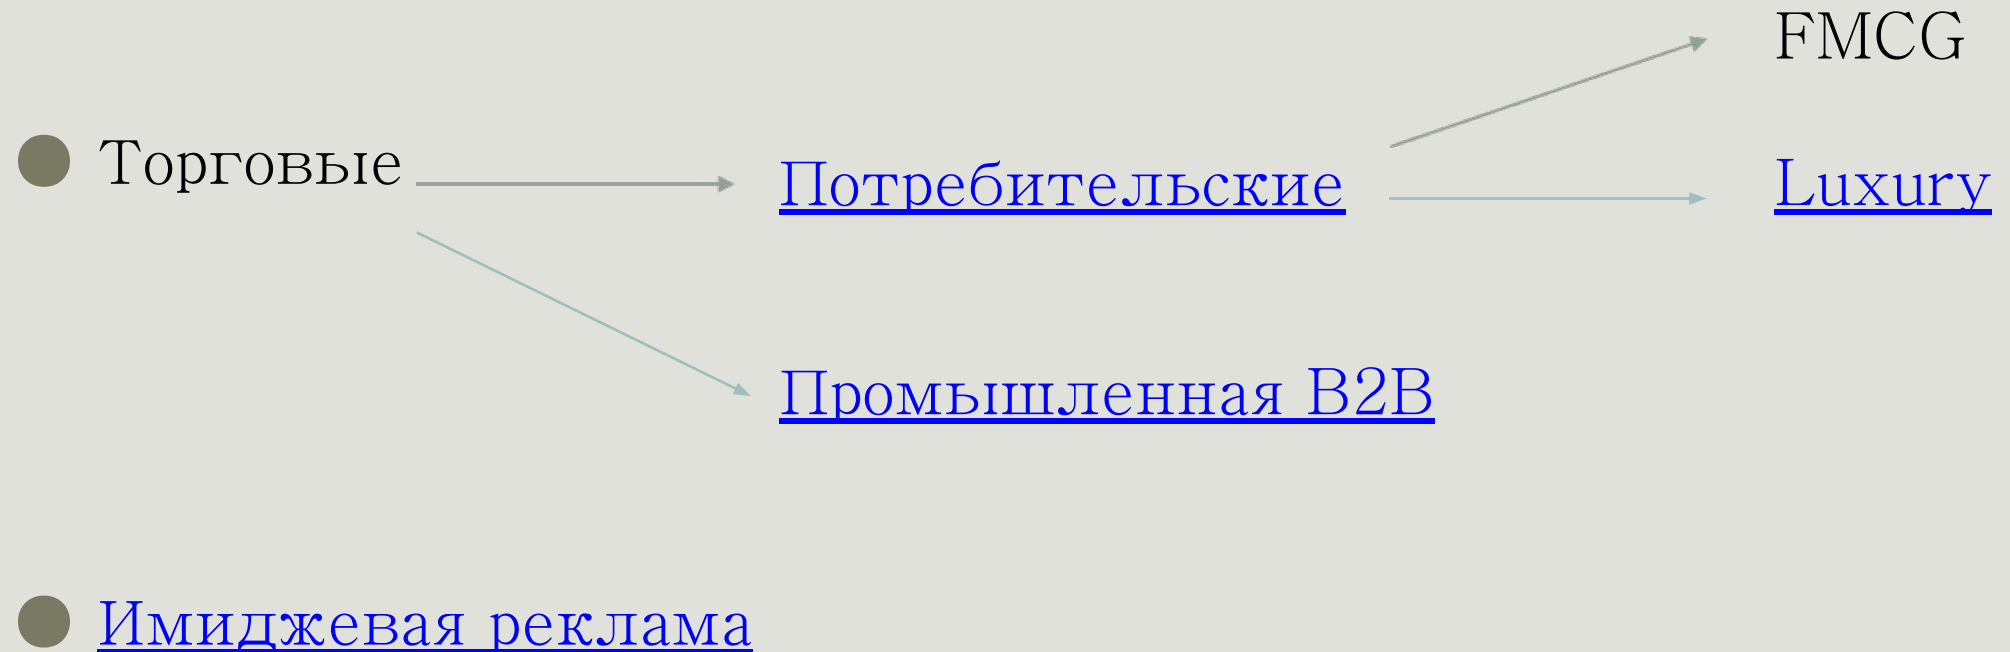 FMCG
Торговые
Потребительские
Luxury
Промышленная B2B
Имиджевая реклама